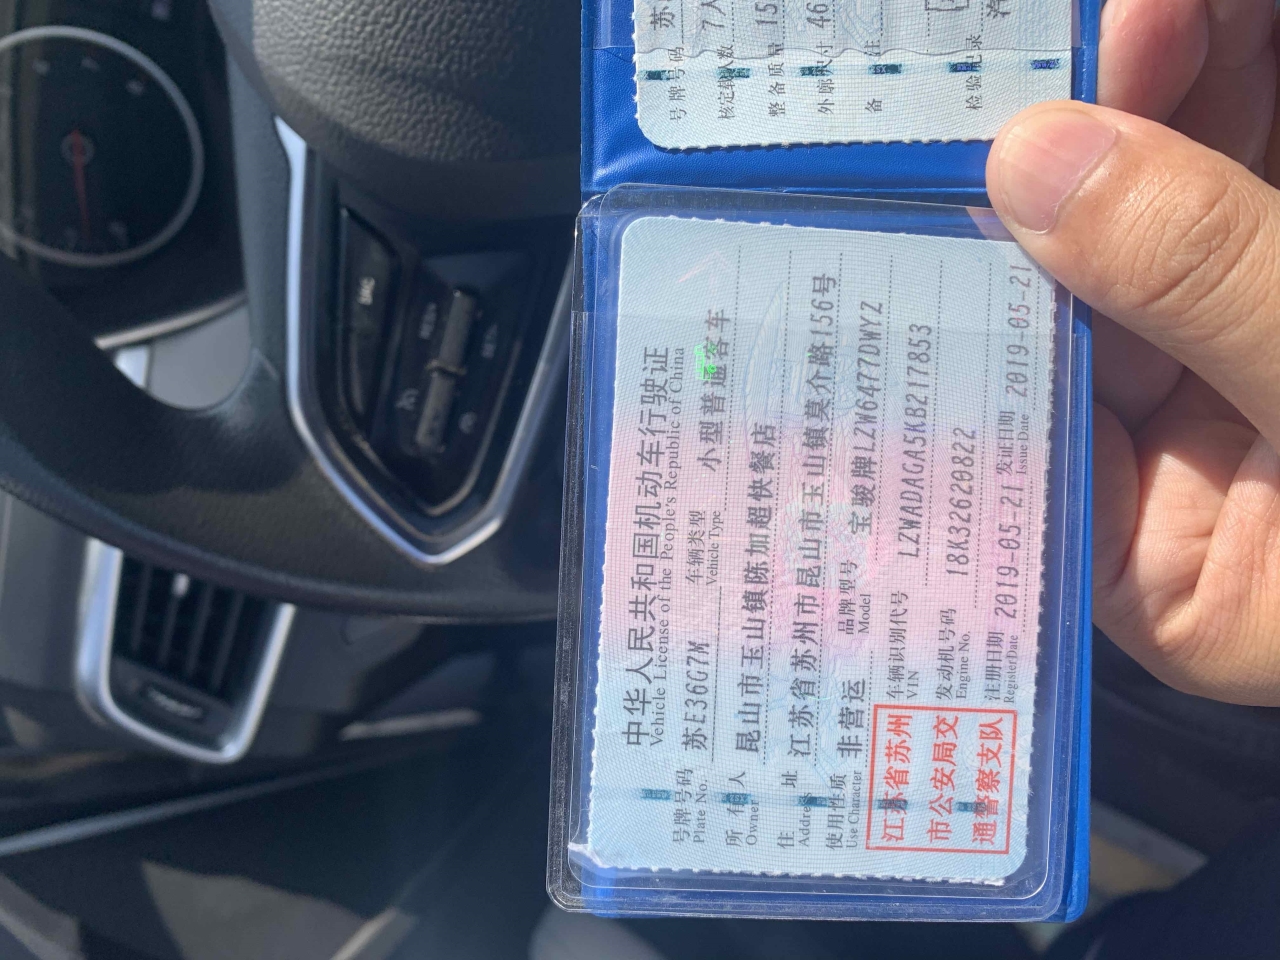 中华人民共和国机动车行驶证
Vehicle License of the People's Republic of China
号牌号码 苏E36G7M 车辆类型 小型普通客车
Plate No. Vehicle Type
所有人 昆山市玉山镇陈加超快餐店
Owner
住址 江苏省苏州市昆山市玉山镇莫介路156号
Address
使用性质 非营运 品牌型号 宝骏牌LZW6477DWYZ
Use Character Model
江苏省苏州
市公安局交
通警察支队
车辆识别代号 LZWADAGA5KB217853
VIN
发动机号码 18K32620822
Engine No.
注册日期 2019-05-21 发证日期 2019-05-21
Register Date Issue Date
号牌号码 苏
核定载人数 7人
整备质量 15
外廓尺寸 46
备注
检验记录